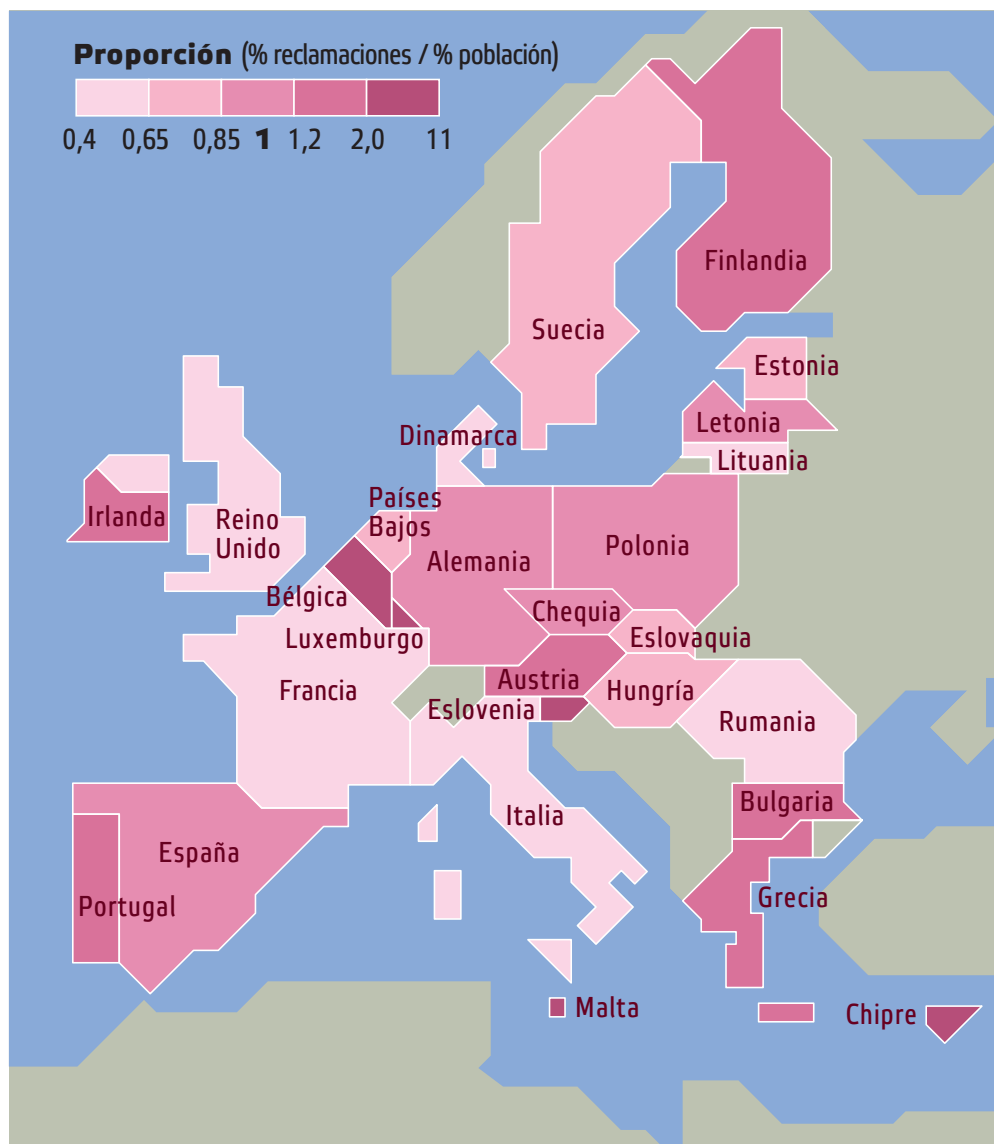 Proporción (% reclamaciones / % población)
0,4 0,65 0,85 1 1,2 2,0 11
Finlandia
Suecia
Estonia
Letonia
Dinamarca
Lituania
Países
Bajos
Irlanda
Reino
Unido
Alemania
Polonia
Bélgica
Chequia
Luxemburgo
Eslovaquia
Francia
Austria
Hungría
Eslovenia
Rumania
Italia
Bulgaria
España
Portugal
Grecia
Malta
Chipre